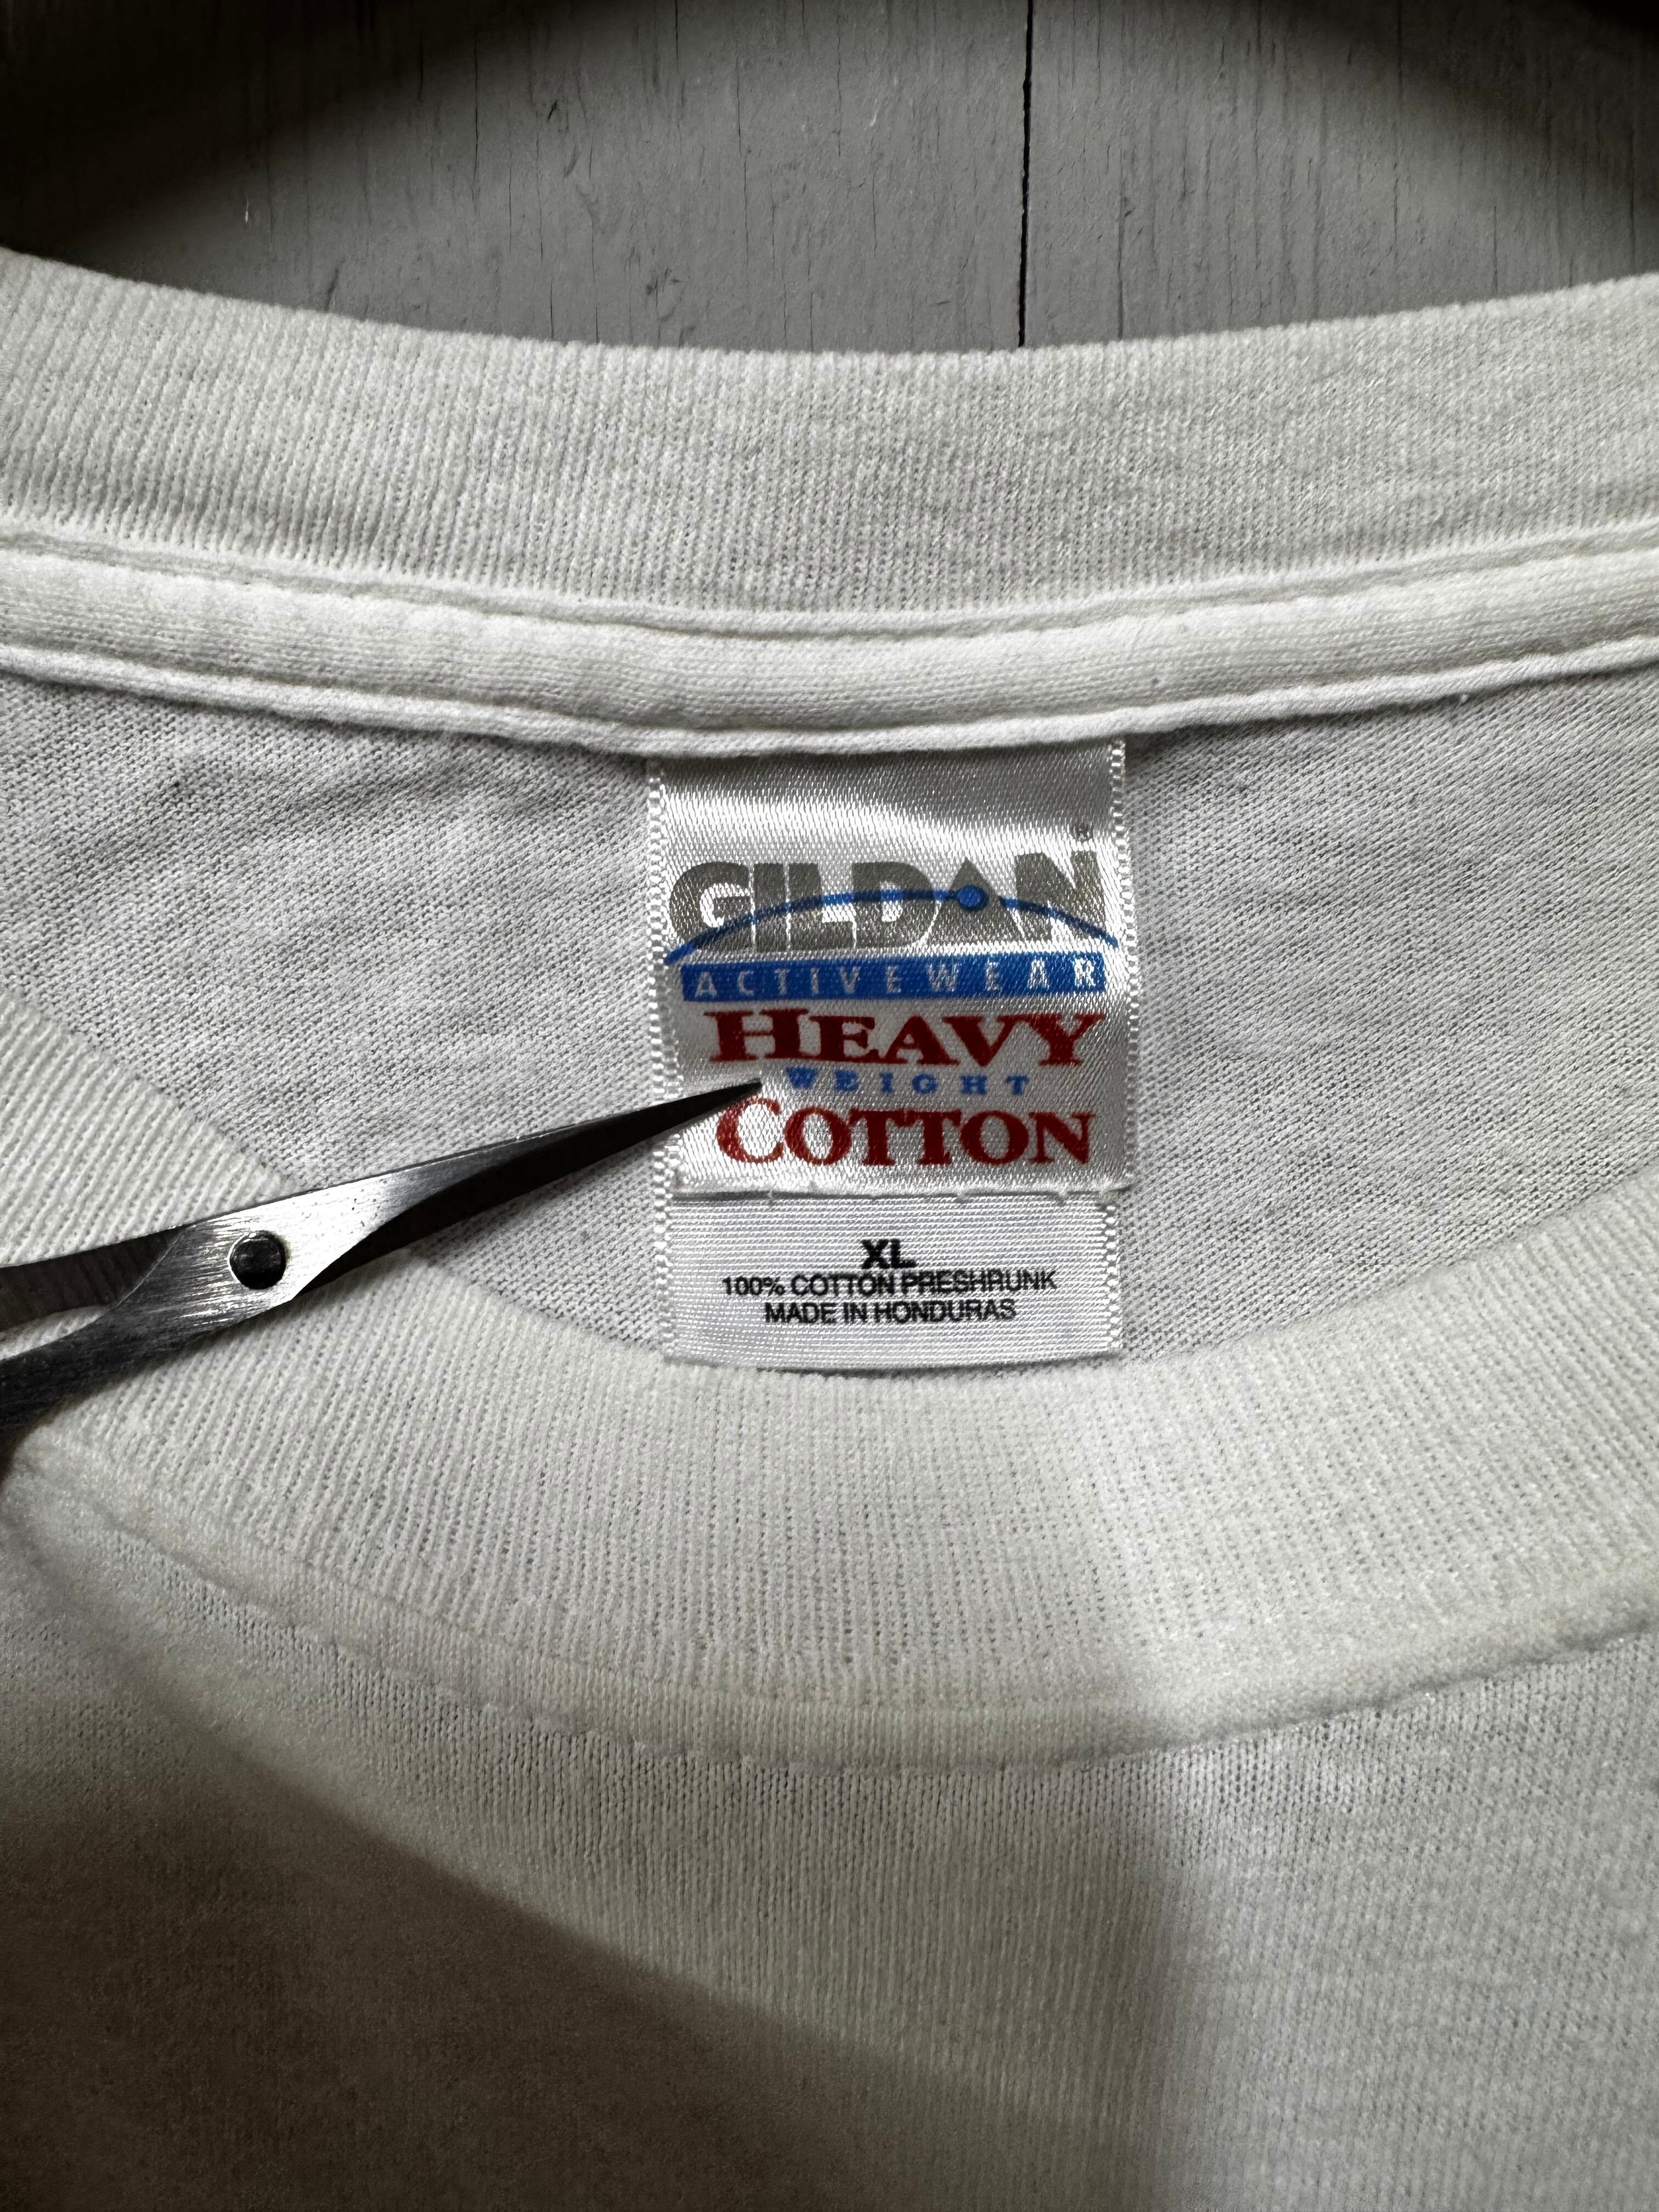 GILDAN®
ACTIVEWEAR
HEAVY
WEIGHT
COTTON
XL
100% COTTON PRESHRUNK
MADE IN HONDURAS